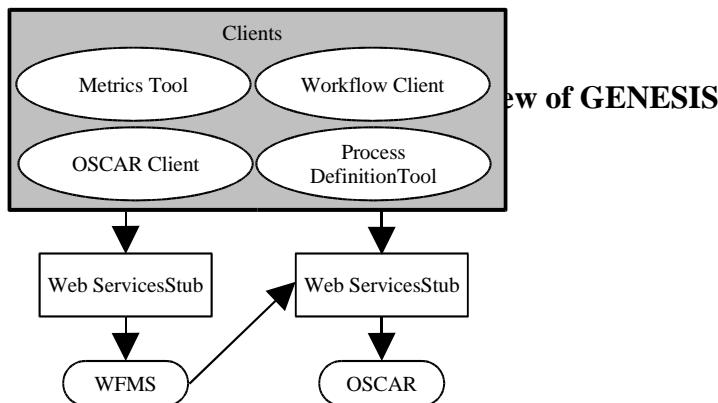 Clients
Metrics Tool
Workflow Client
ew of GENESIS
OSCAR Client
Process
DefinitionTool
Web ServicesStub
Web ServicesStub
WFMS
OSCAR